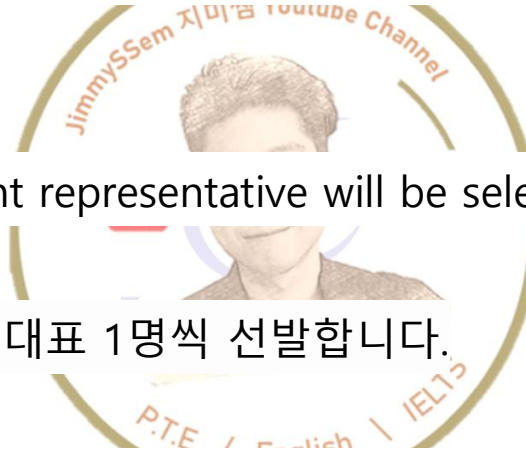 JimmySSem 지미쌤 Youtube Channel
nt representative will be sele
대표 1명씩 선발합니다.
P.T.E / English \ IELTS